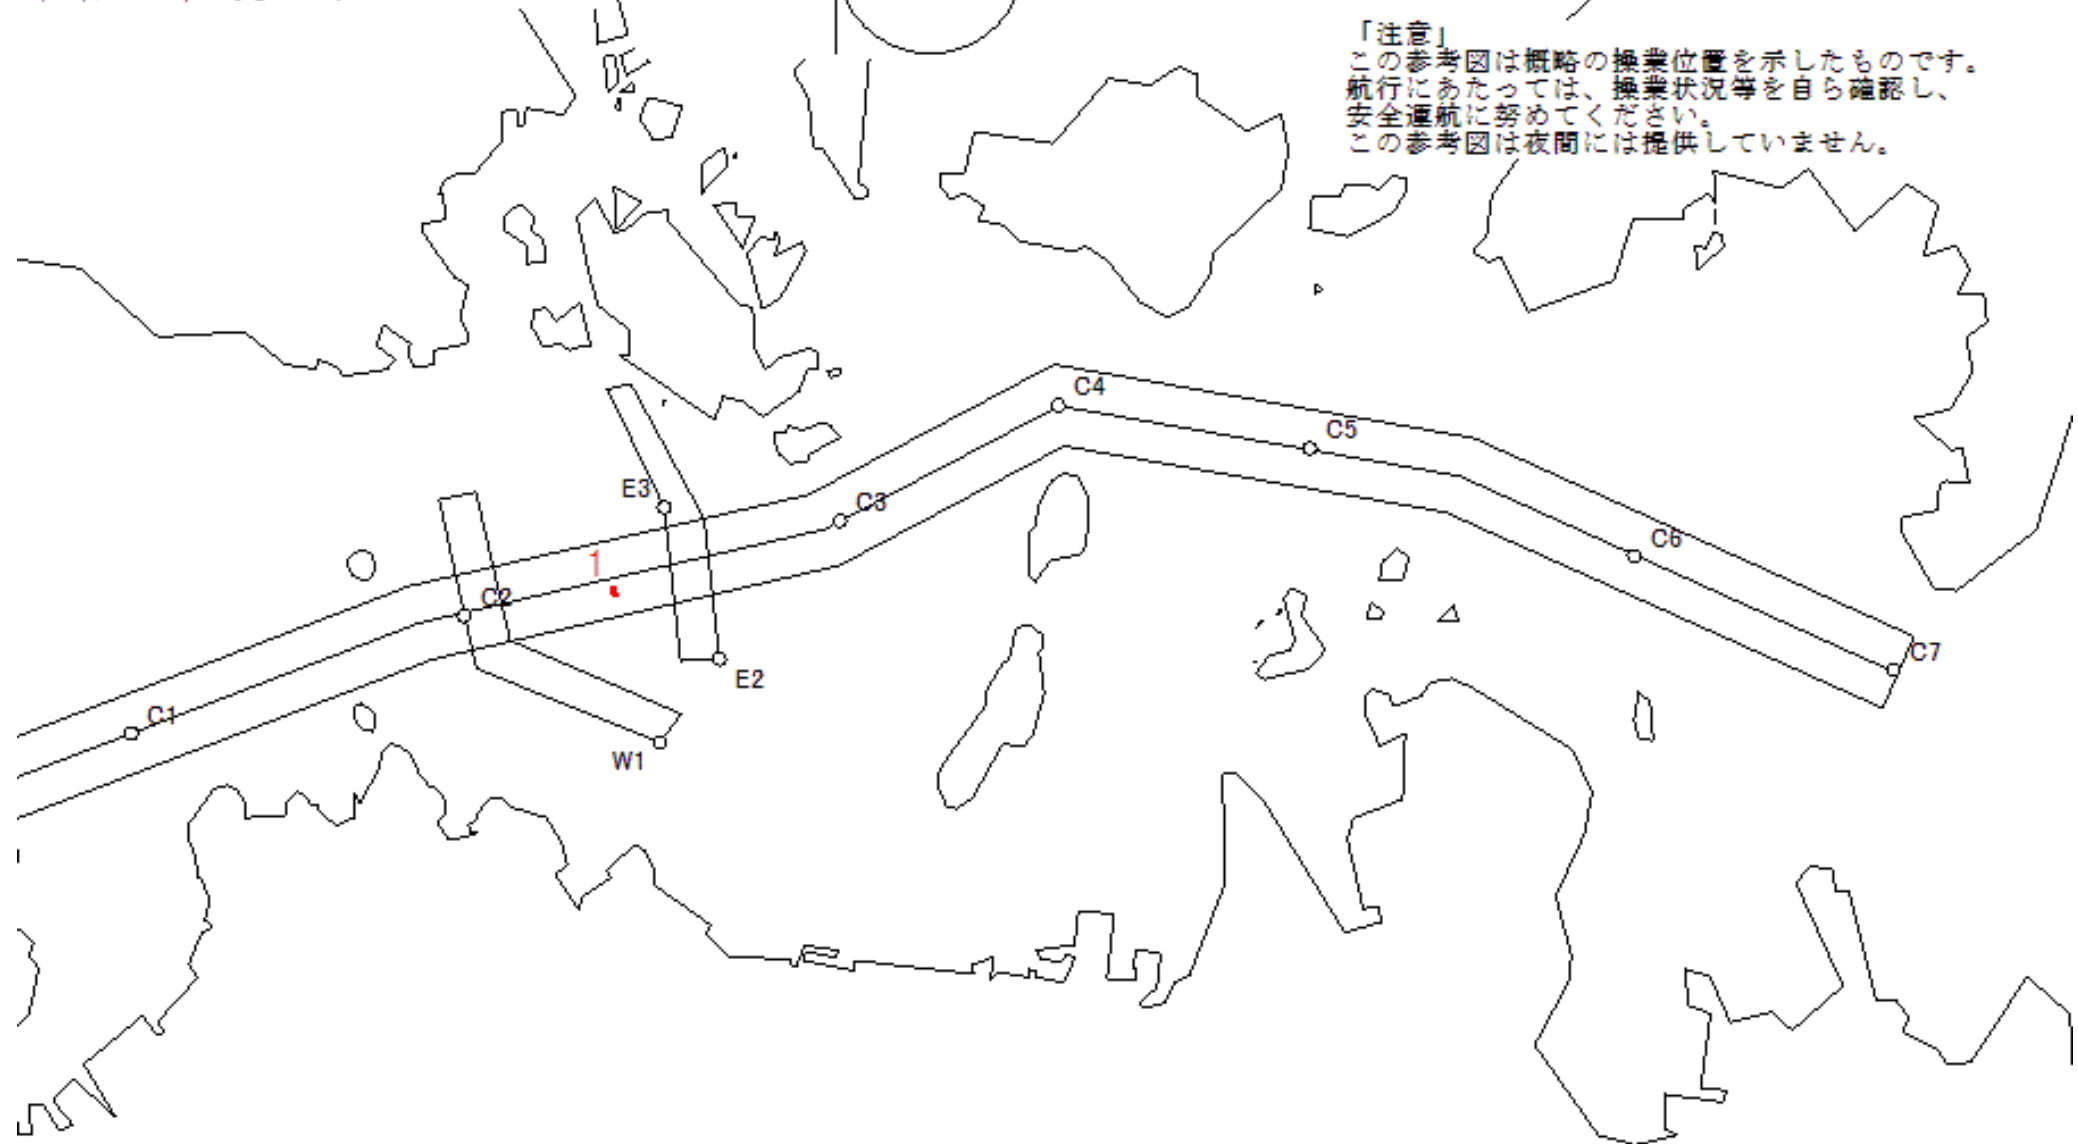 「注意」
この参考図は概略の操業位置を示したものです。
航行にあたっては、操業状況等を自ら確認し、
安全運航に努めてください。
この参考図は夜間には提供していません。
C4
C5
E3
C3
C6
1
C2
C7
E2
C1
W1